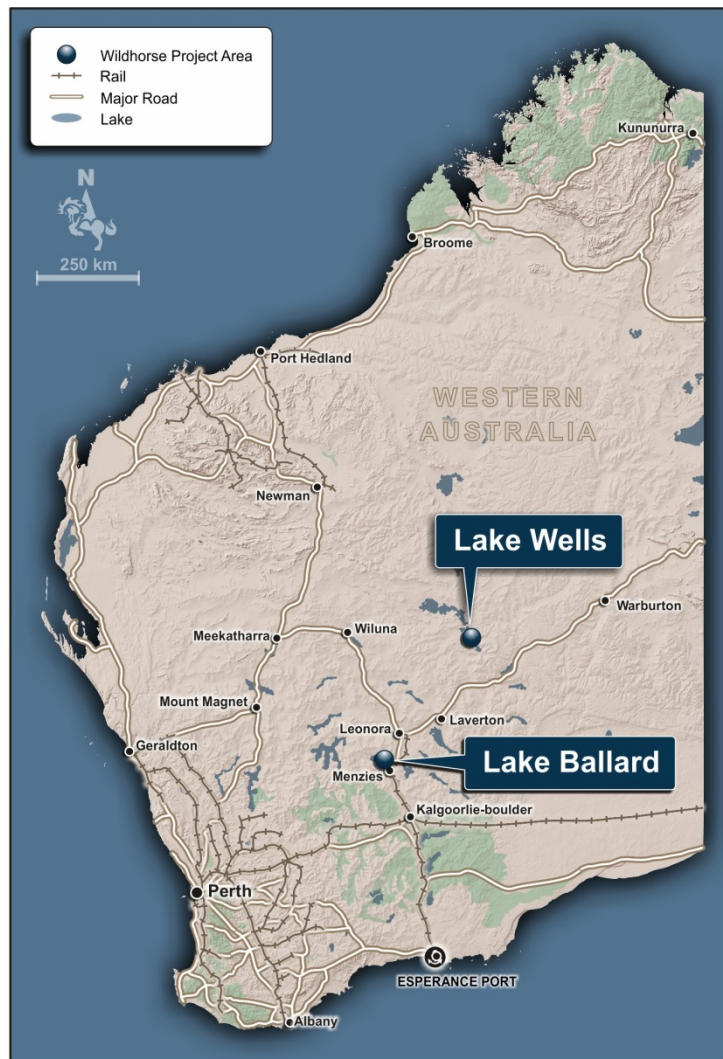 Wildhorse Project Area
Rail
Major Road
Lake
N
250 km
Kununurra
Broome
Port Hedland
WESTERN
AUSTRALIA
Newman
Lake Wells
Warburton
Meekatharra
Wiluna
Mount Magnet
Laverton
Leonora
Geraldton
Lake Ballard
Menzies
Kalgoorlie-boulder
Perth
ESPERANCE PORT
Albany